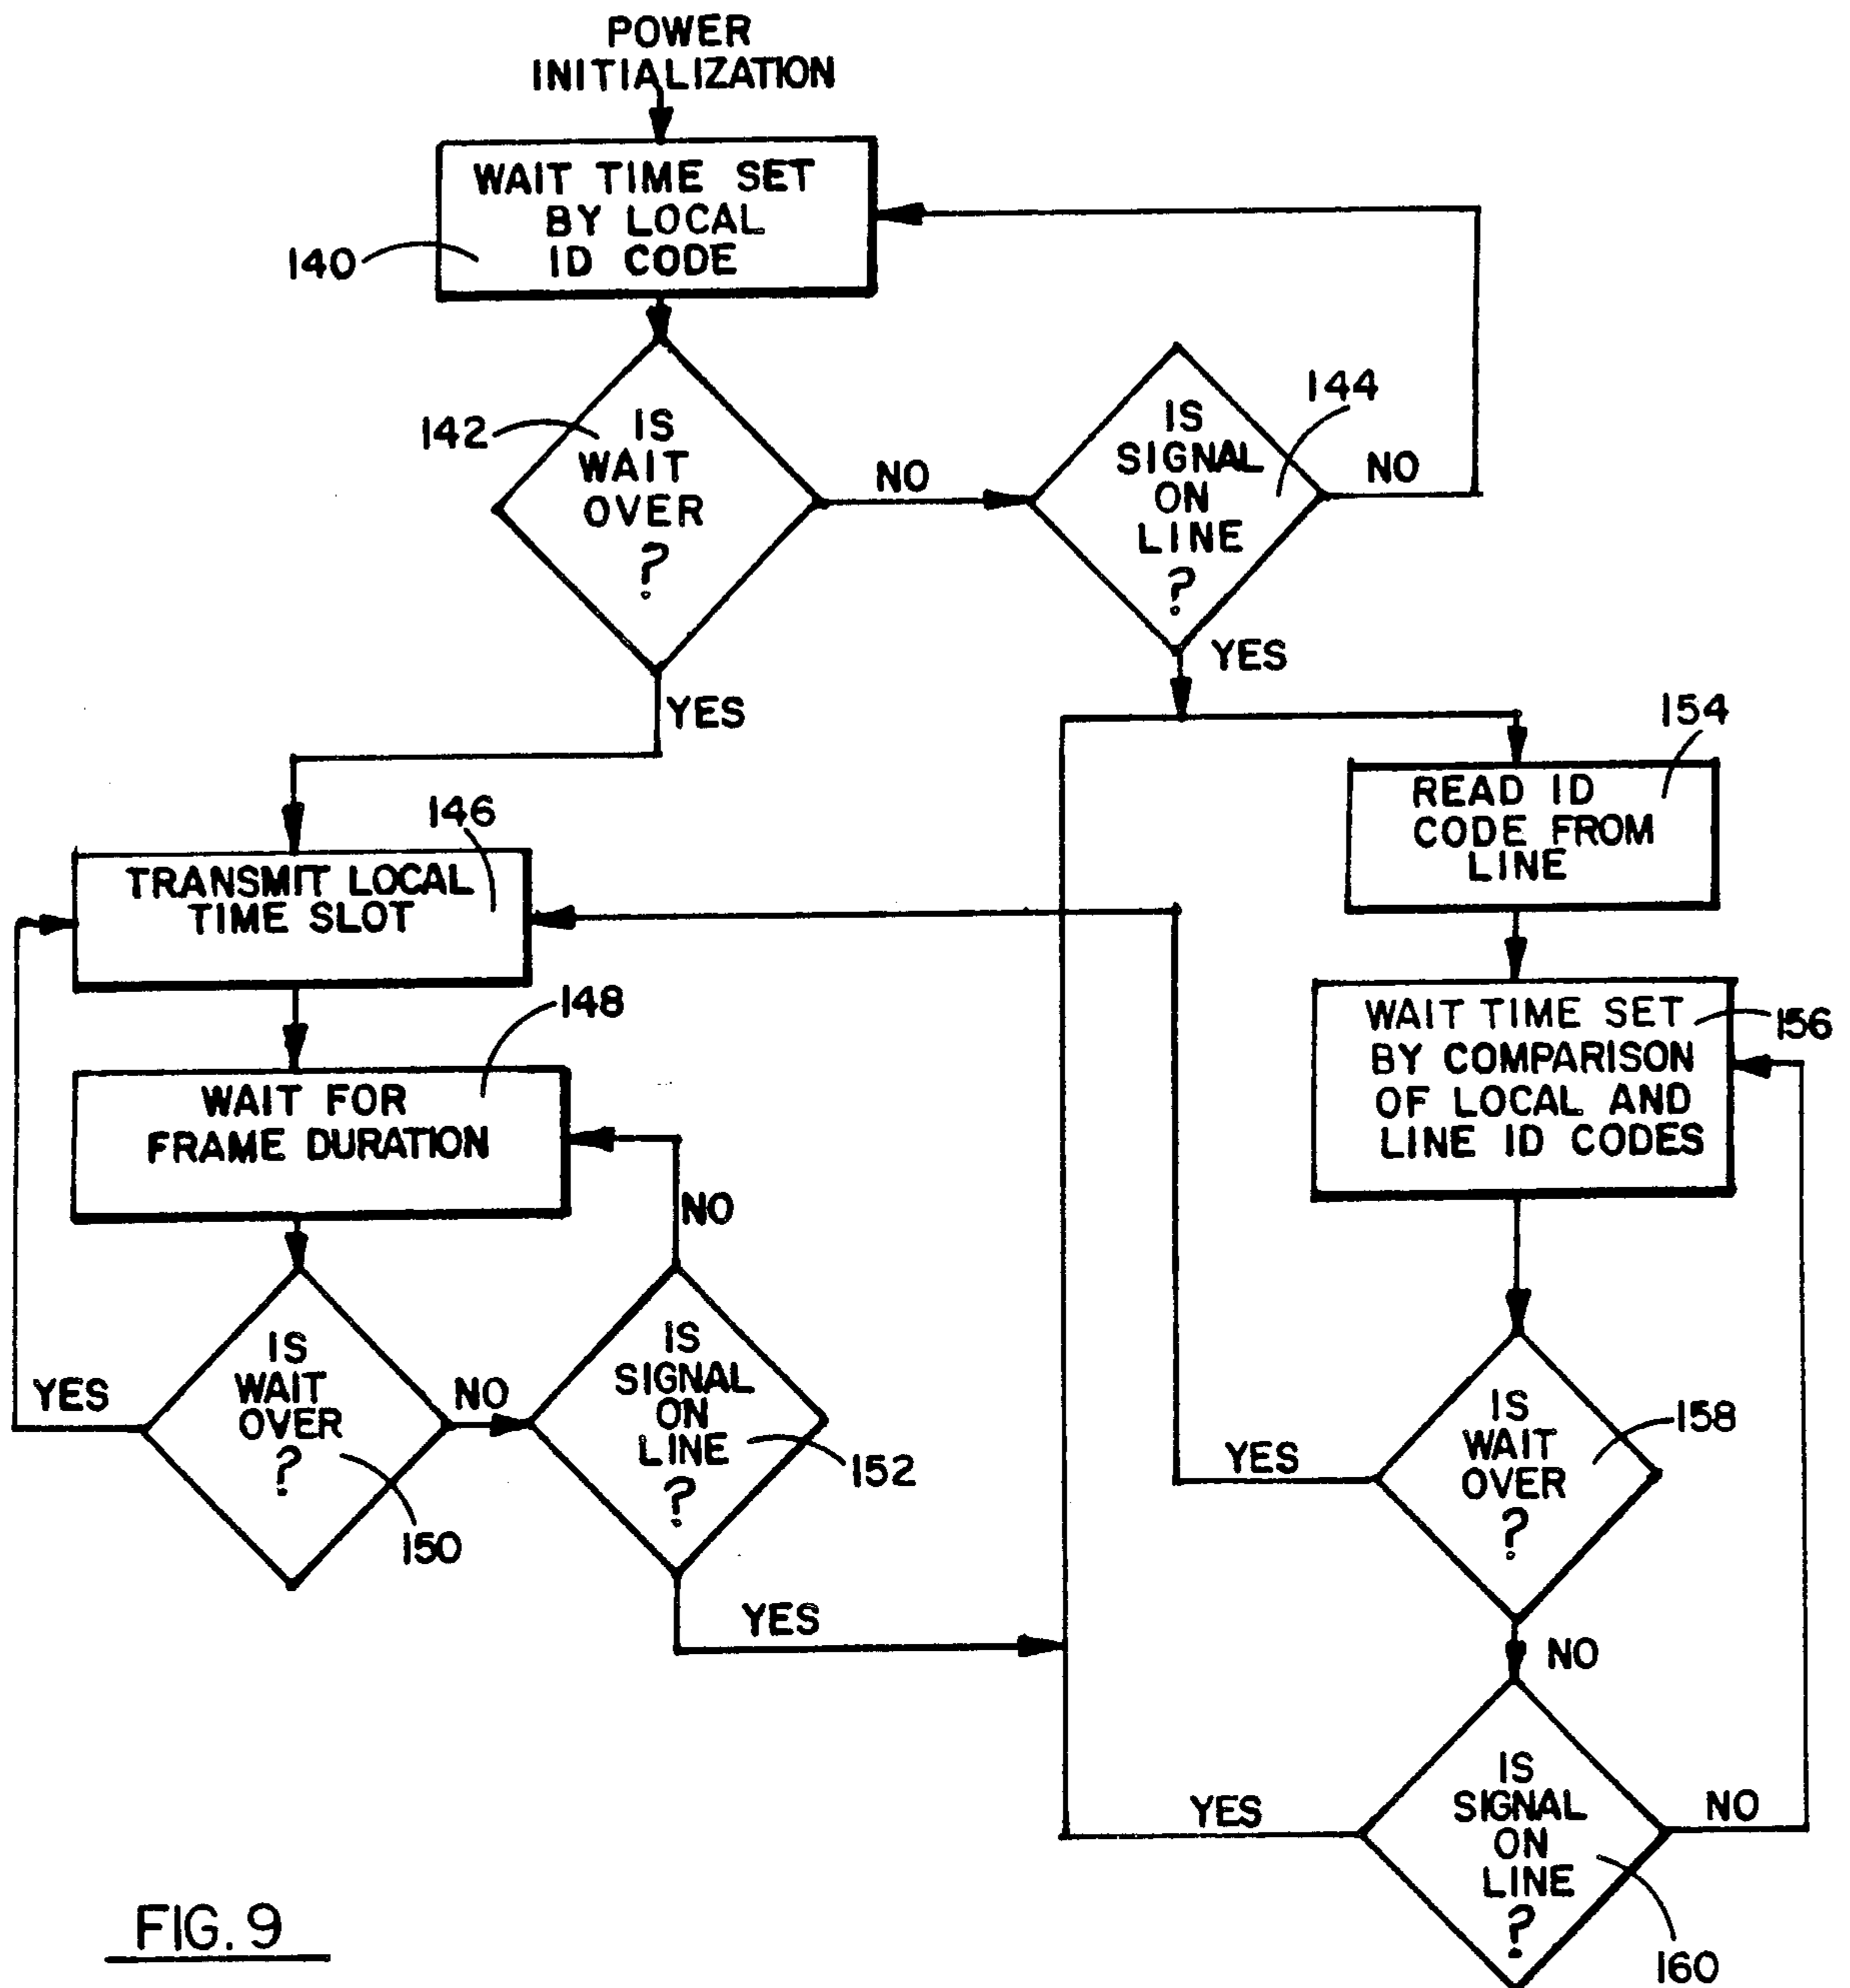 POWER
INITIALIZATION
WAIT TIME SET
BY LOCAL
ID CODE
140
142
IS
WAIT
OVER
?
NO
144
IS
SIGNAL
ON
LINE
?
NO
YES
YES
154
READ ID
CODE FROM
LINE
146
TRANSMIT LOCAL
TIME SLOT
148
WAIT FOR
FRAME DURATION
156
WAIT TIME SET
BY COMPARISON
OF LOCAL AND
LINE ID CODES
NO
IS
WAIT
OVER
?
YES
NO
150
IS
SIGNAL
ON
LINE
?
152
YES
IS
WAIT
OVER
?
158
YES
NO
IS
SIGNAL
ON
LINE
?
YES
NO
160
FIG. 9